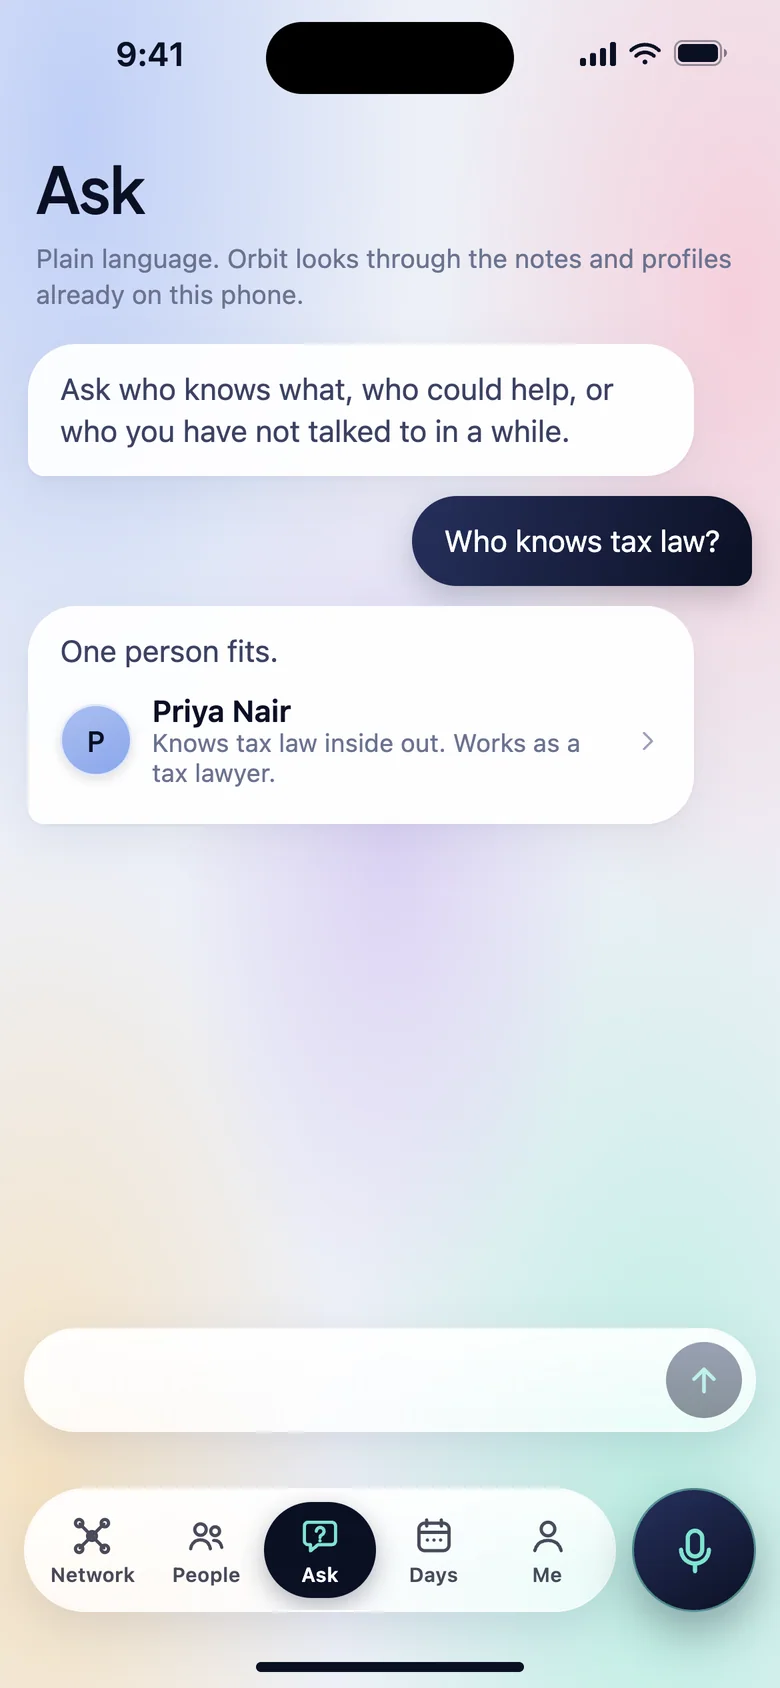 9:41
Ask
Plain language. Orbit looks through the notes and profiles
already on this phone.
Ask who knows what, who could help, or
who you have not talked to in a while.
Who knows tax law?
One person fits.
P
Priya Nair
Knows tax law inside out. Works as a
tax lawyer.
Network
People
Ask
Days
Me